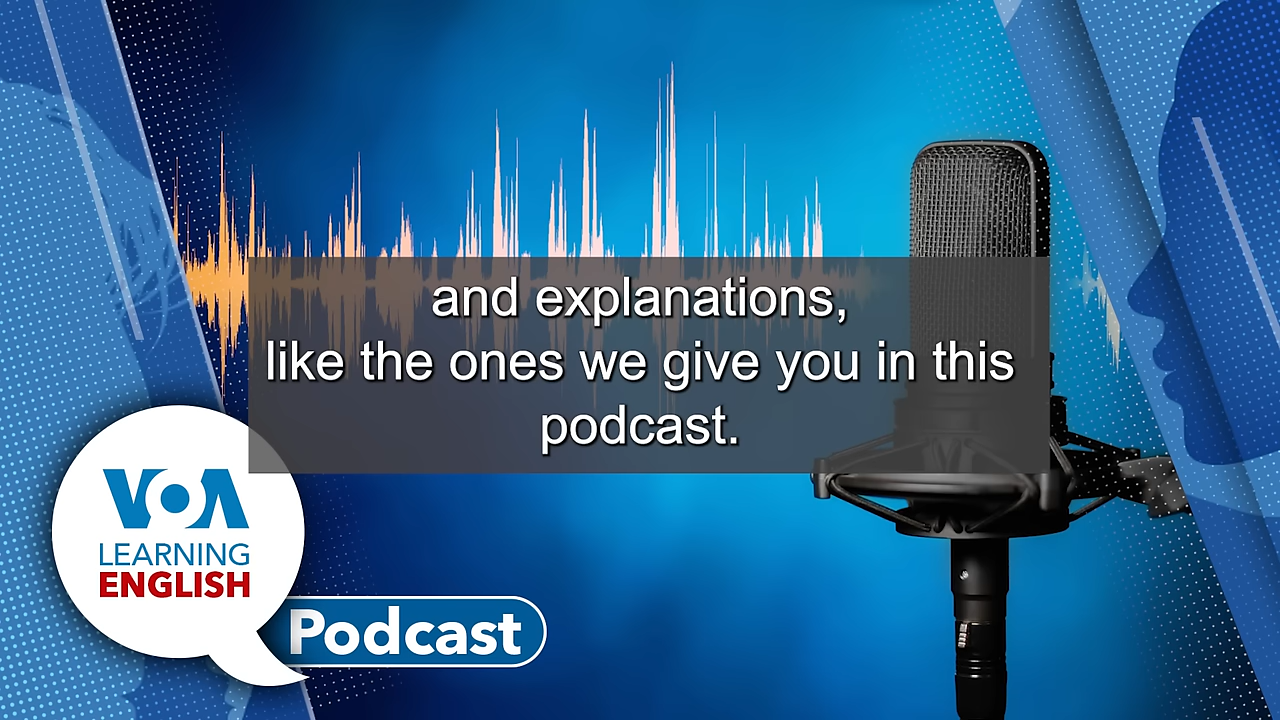 and explanations,
like the ones we give you in this
podcast.
VOA
LEARNING
ENGLISH
Podcast